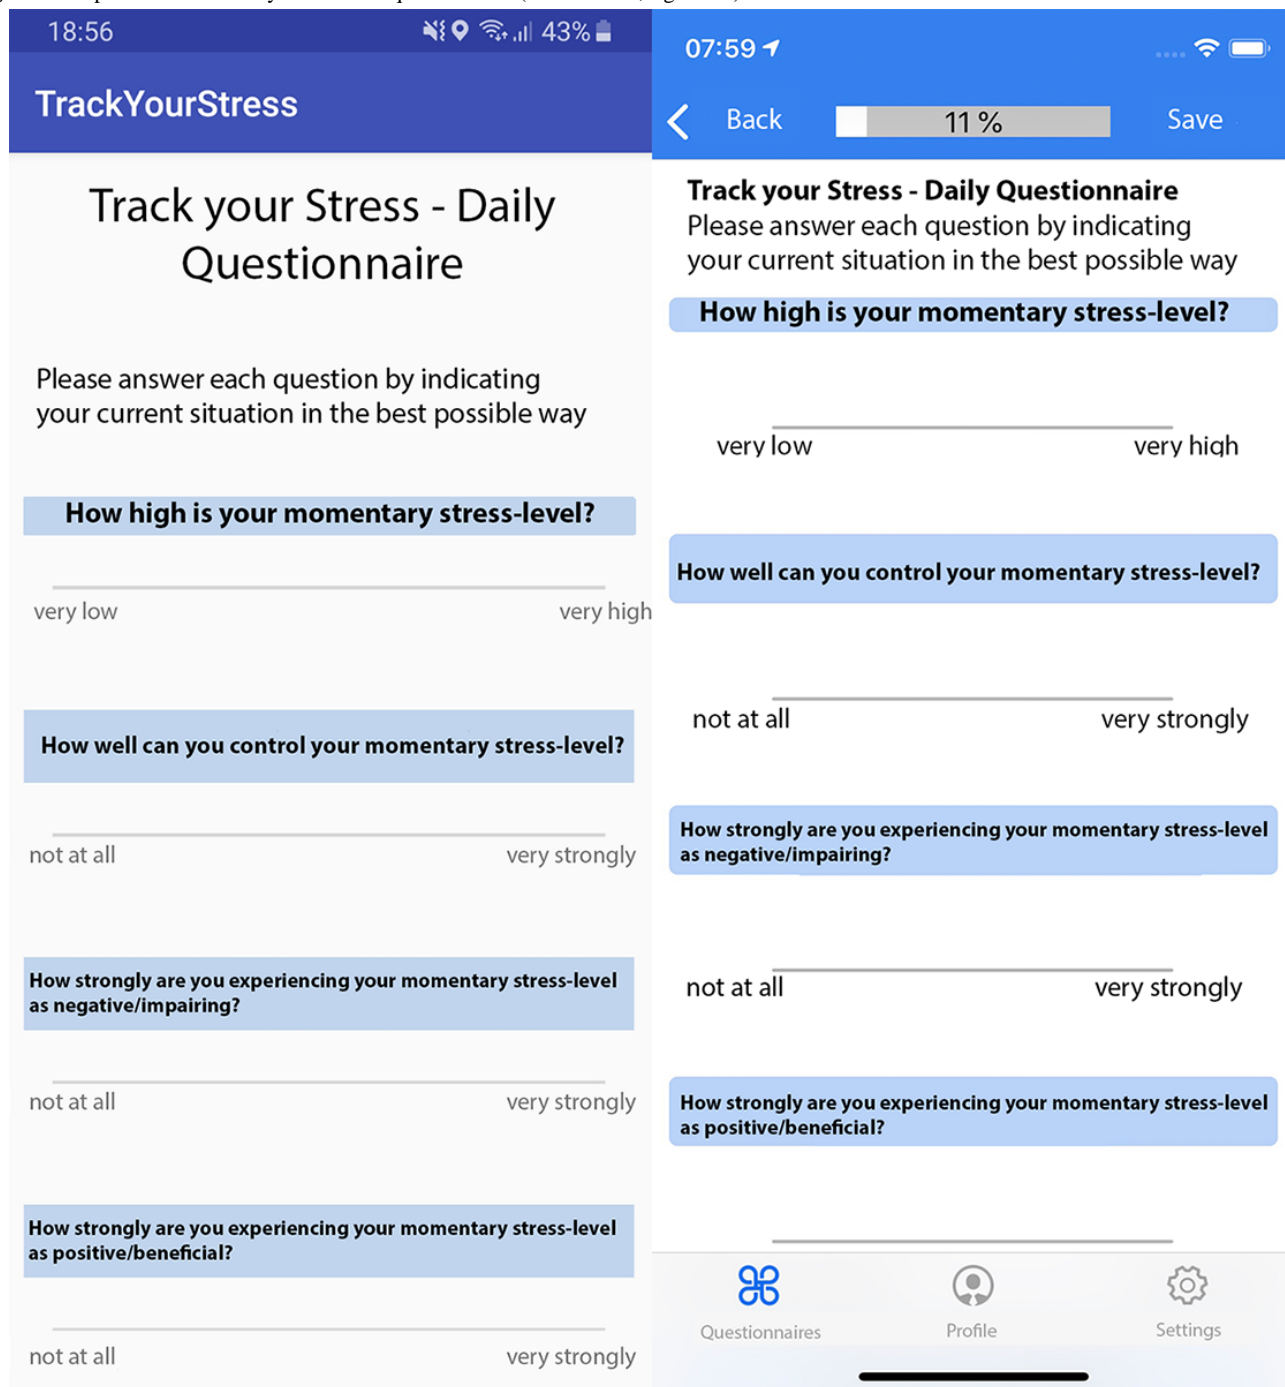 18:56
43%
TrackYourStress
Track your Stress - Daily
Questionnaire
Please answer each question by indicating
your current situation in the best possible way
How high is your momentary stress-level?
very low very high
How well can you control your momentary stress-level?
not at all very strongly
How strongly are you experiencing your momentary stress-level
as negative/impairing?
not at all very strongly
How strongly are you experiencing your momentary stress-level
as positive/beneficial?
not at all very strongly
07:59
Back 11 % Save
Track your Stress - Daily Questionnaire
Please answer each question by indicating
your current situation in the best possible way
How high is your momentary stress-level?
very low very high
How well can you control your momentary stress-level?
not at all very strongly
How strongly are you experiencing your momentary stress-level
as negative/impairing?
not at all very strongly
How strongly are you experiencing your momentary stress-level
as positive/beneficial?
Questionnaires Profile Settings